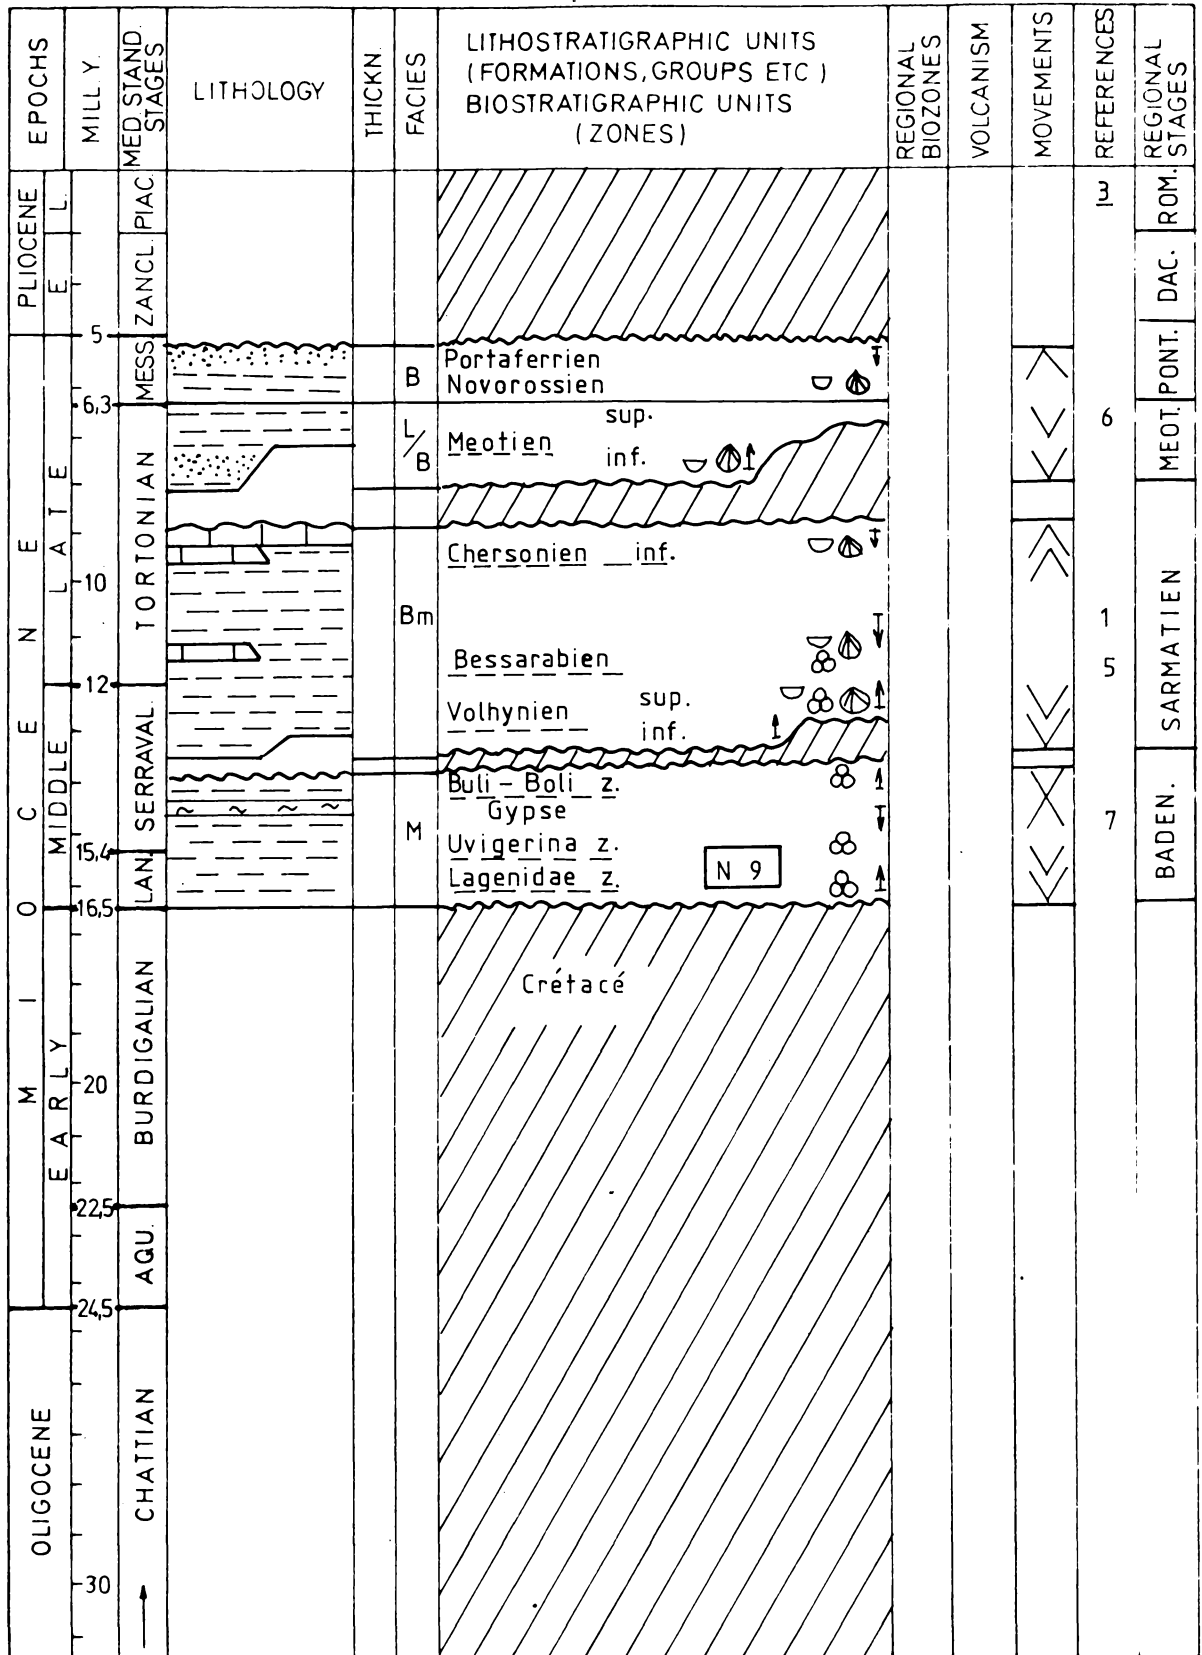 EPOCHS
MILL.Y.
MED.STAND.
STAGES
LITHOLOGY
THICKN.
FACIES
LITHOSTRATIGRAPHIC UNITS
(FORMATIONS, GROUPS ETC )
BIOSTRATIGRAPHIC UNITS
(ZONES)
REGIONAL
BIOZONES
VOLCANISM
MOVEMENTS
REFERENCES
REGIONAL
STAGES
PLIOCENE
L.
E
PIAC.
ZANCL.
3
ROM.
DAC.
5
MESS.
B
Portaferrien
Novorossien
PONT.
6,3
MIOCENE
LATE
TORTONIAN
L/B
Meotien
sup.
inf.
6
MEOT.
Chersonien inf.
10
Bm
1
SARMATIEN
Bessarabien
5
12
MIDDLE
SERRAVAL.
Volhynien
sup.
inf.
Buli - Boli z.
Gypse
M
7
BADEN.
15,4
LAN.
Uvigerina z.
N 9
Lagenidae z.
16,5
EARLY
BURDIGALIAN
Crétacé
20
22,5
AQU.
24,5
OLIGOCENE
CHATTIAN
30